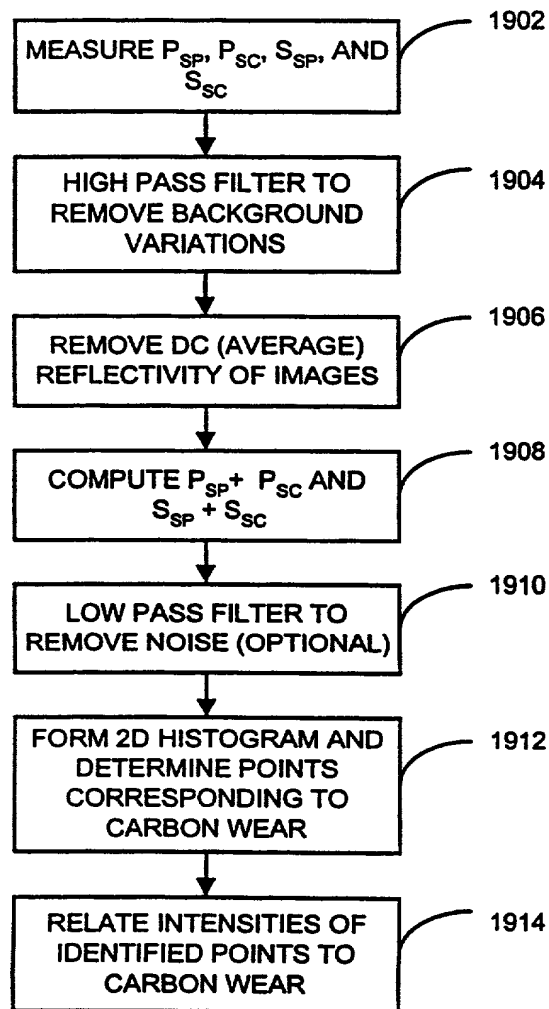 1902
MEASURE P_SP, P_SC, S_SP, AND
S_SC
1904
HIGH PASS FILTER TO
REMOVE BACKGROUND
VARIATIONS
1906
REMOVE DC (AVERAGE)
REFLECTIVITY OF IMAGES
1908
COMPUTE P_SP+ P_SC AND
S_SP + S_SC
1910
LOW PASS FILTER TO
REMOVE NOISE (OPTIONAL)
1912
FORM 2D HISTOGRAM AND
DETERMINE POINTS
CORRESPONDING TO
CARBON WEAR
1914
RELATE INTENSITIES OF
IDENTIFIED POINTS TO
CARBON WEAR